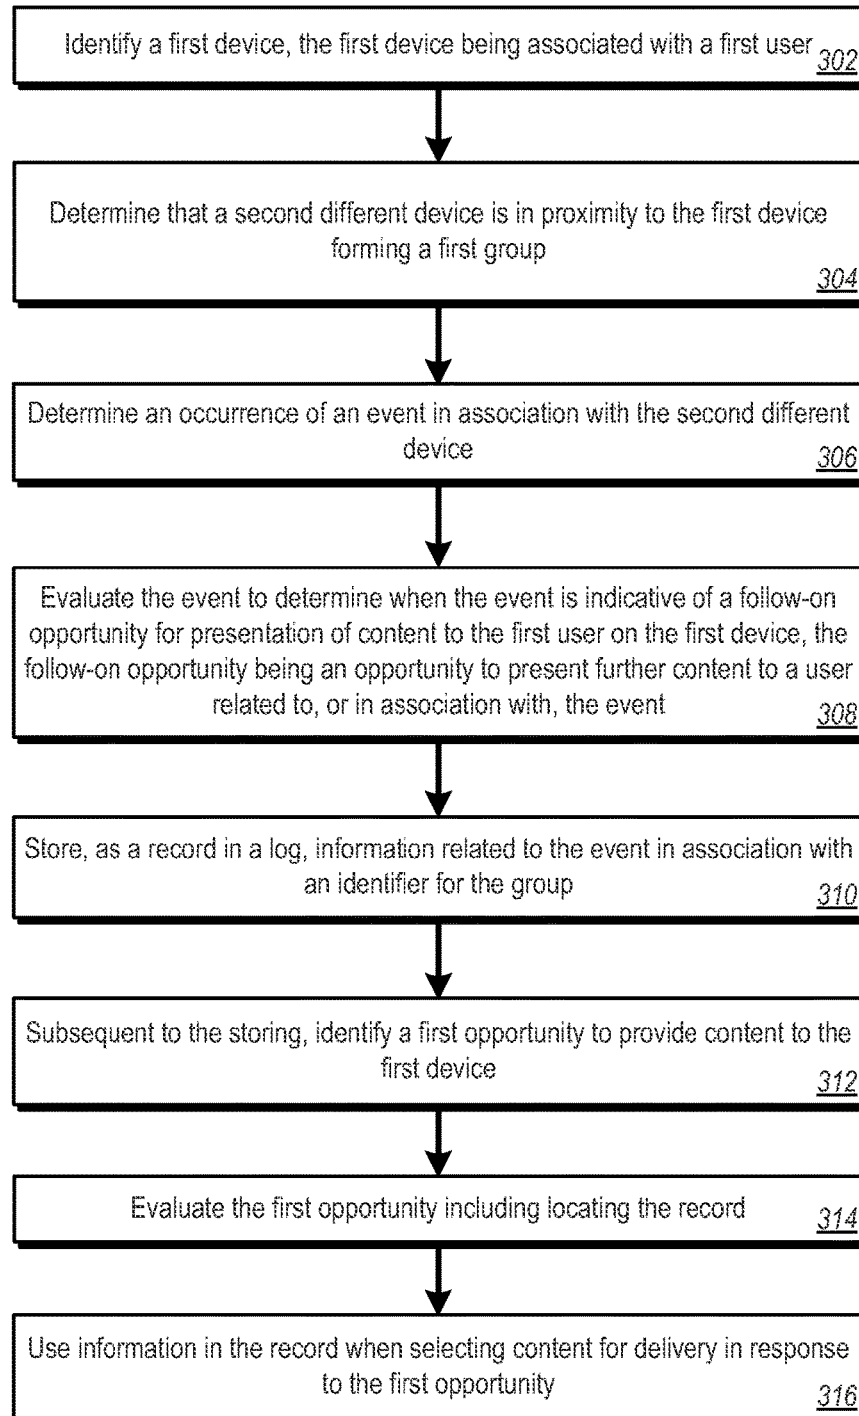 Identify a first device, the first device being associated with a first user
302
Determine that a second different device is in proximity to the first device
forming a first group
304
Determine an occurrence of an event in association with the second different
device
306
Evaluate the event to determine when the event is indicative of a follow-on
opportunity for presentation of content to the first user on the first device, the
follow-on opportunity being an opportunity to present further content to a user
related to, or in association with, the event
308
Store, as a record in a log, information related to the event in association with
an identifier for the group
310
Subsequent to the storing, identify a first opportunity to provide content to the
first device
312
Evaluate the first opportunity including locating the record
314
Use information in the record when selecting content for delivery in response
to the first opportunity
316